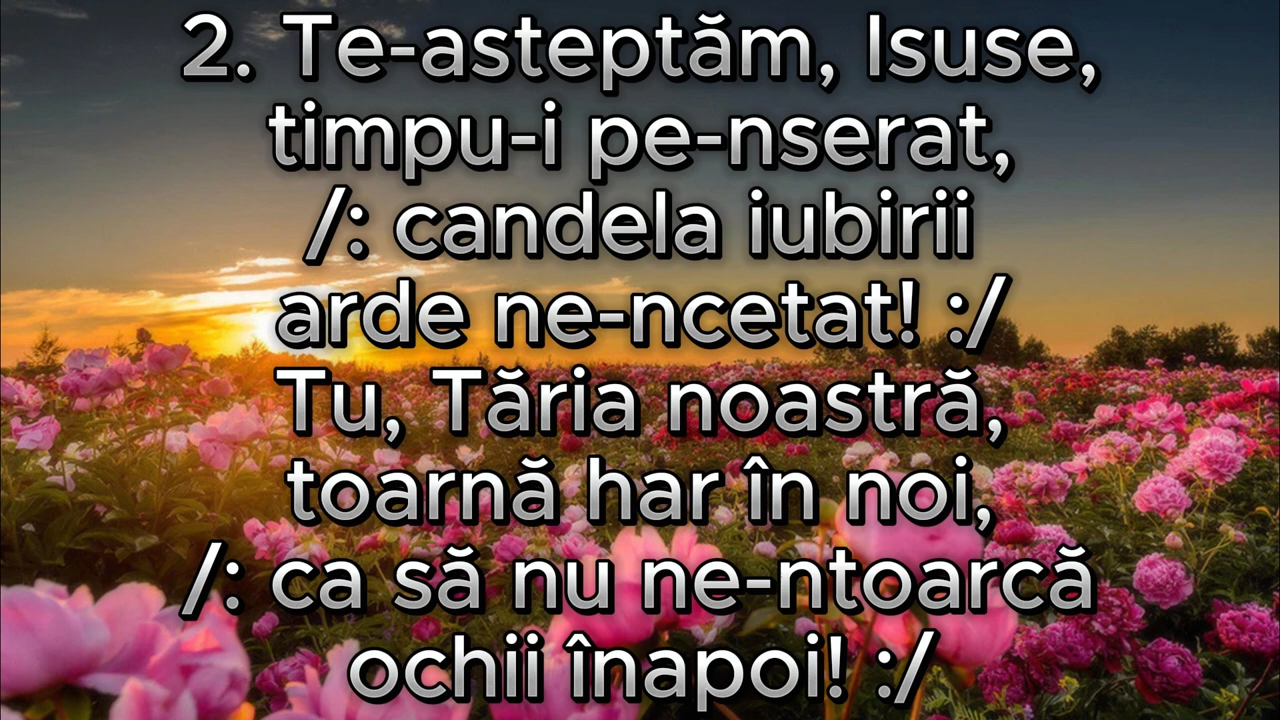 2. Te-asteptăm, Isuse,
timpu-i pe-nserat,
/: candela iubirii
arde ne-ncetat! :/
Tu, Tăria noastră,
toarnă har în noi,
/: ca să nu ne-ntoarcă
ochii înapoi! :/